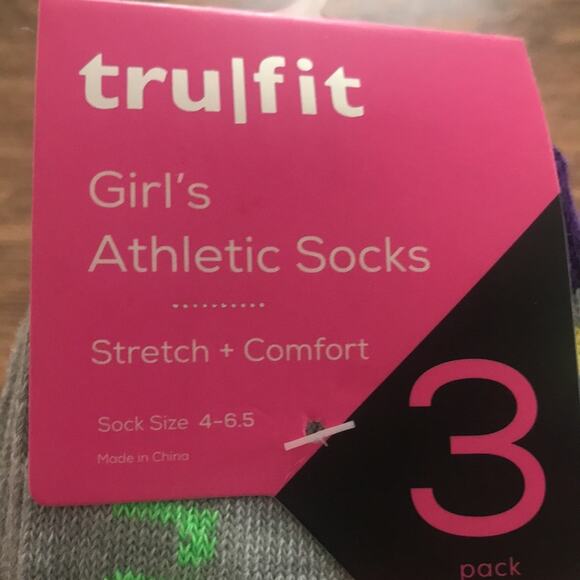 tru|fit
Girl's
Athletic Socks
Stretch + Comfort
Sock Size 4-6.5
Made in China
3
pack